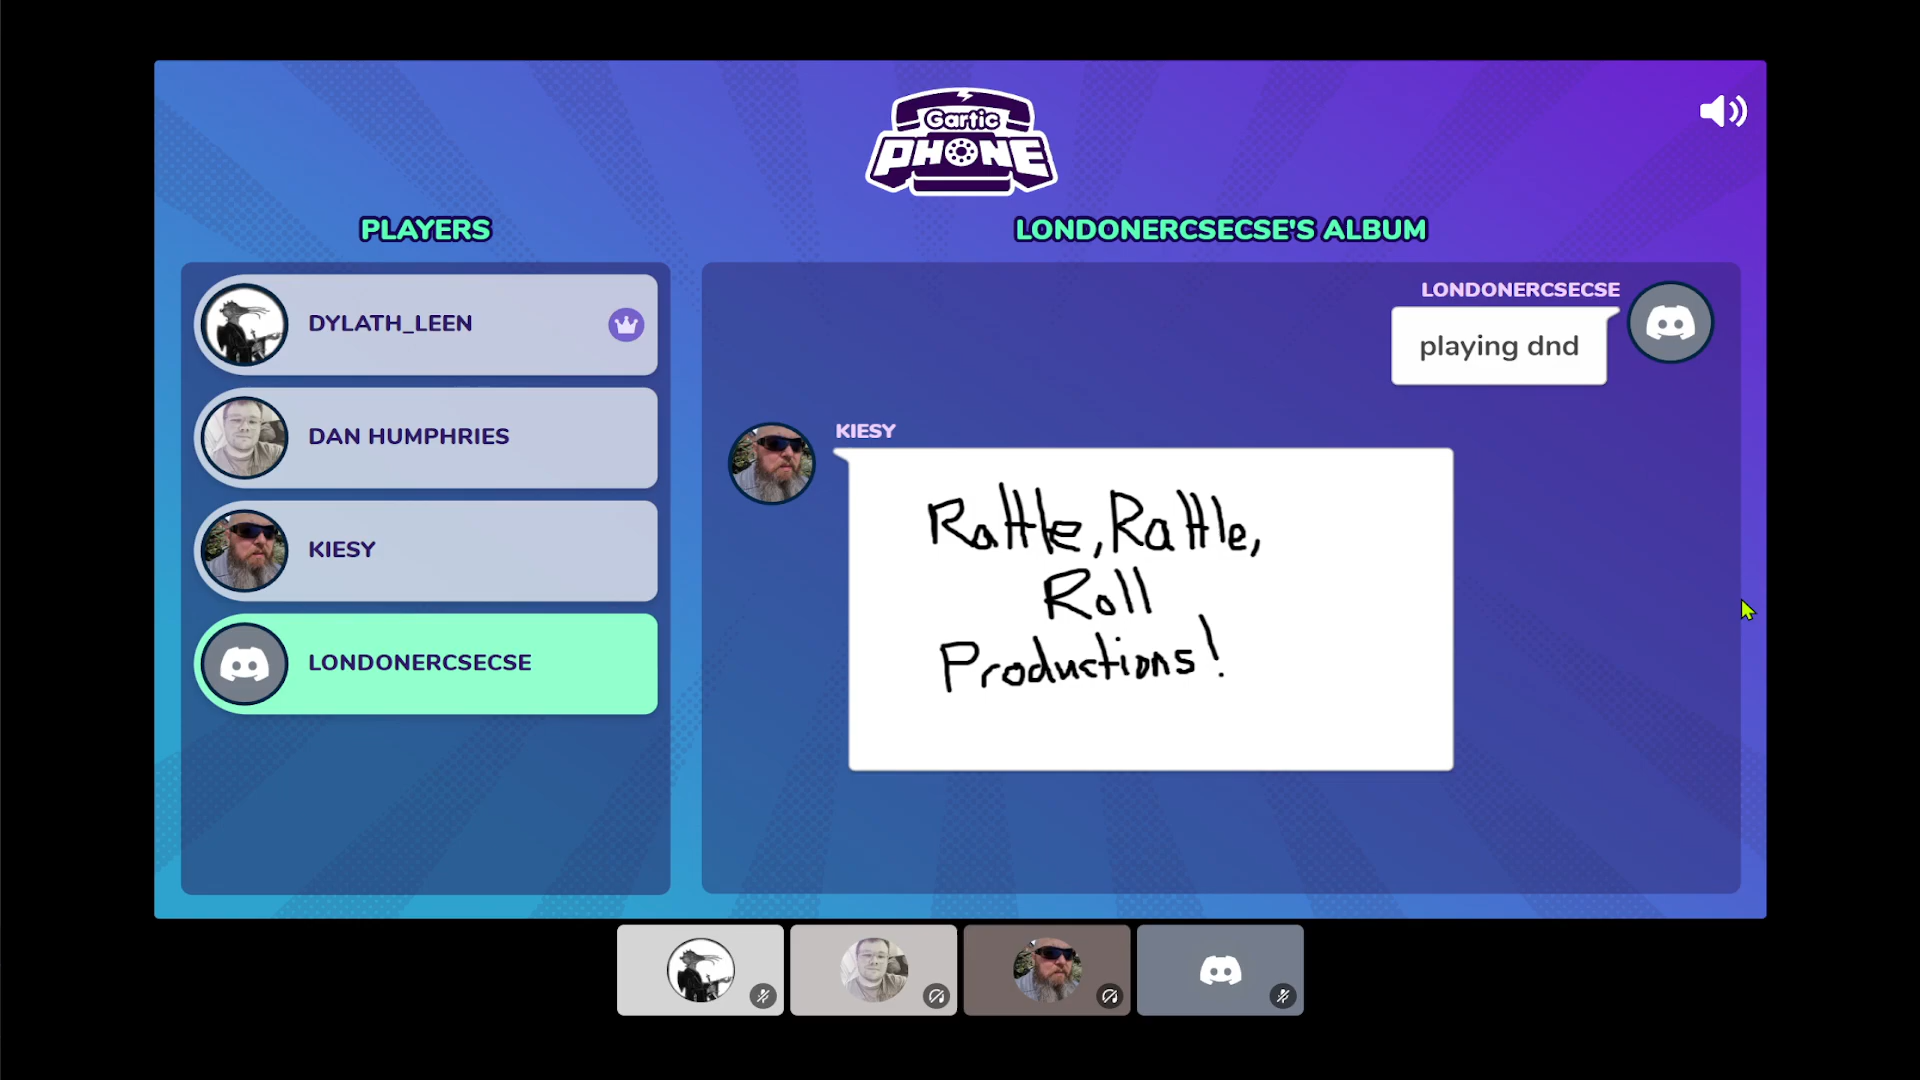 Gartic
PHONE
PLAYERS
DYLATH_LEEN
DAN HUMPHRIES
KIESY
LONDONERCSECSE
LONDONERCSECSE'S ALBUM
LONDONERCSECSE
playing dnd
KIESY
Rattle, Rattle,
Roll
Productions!